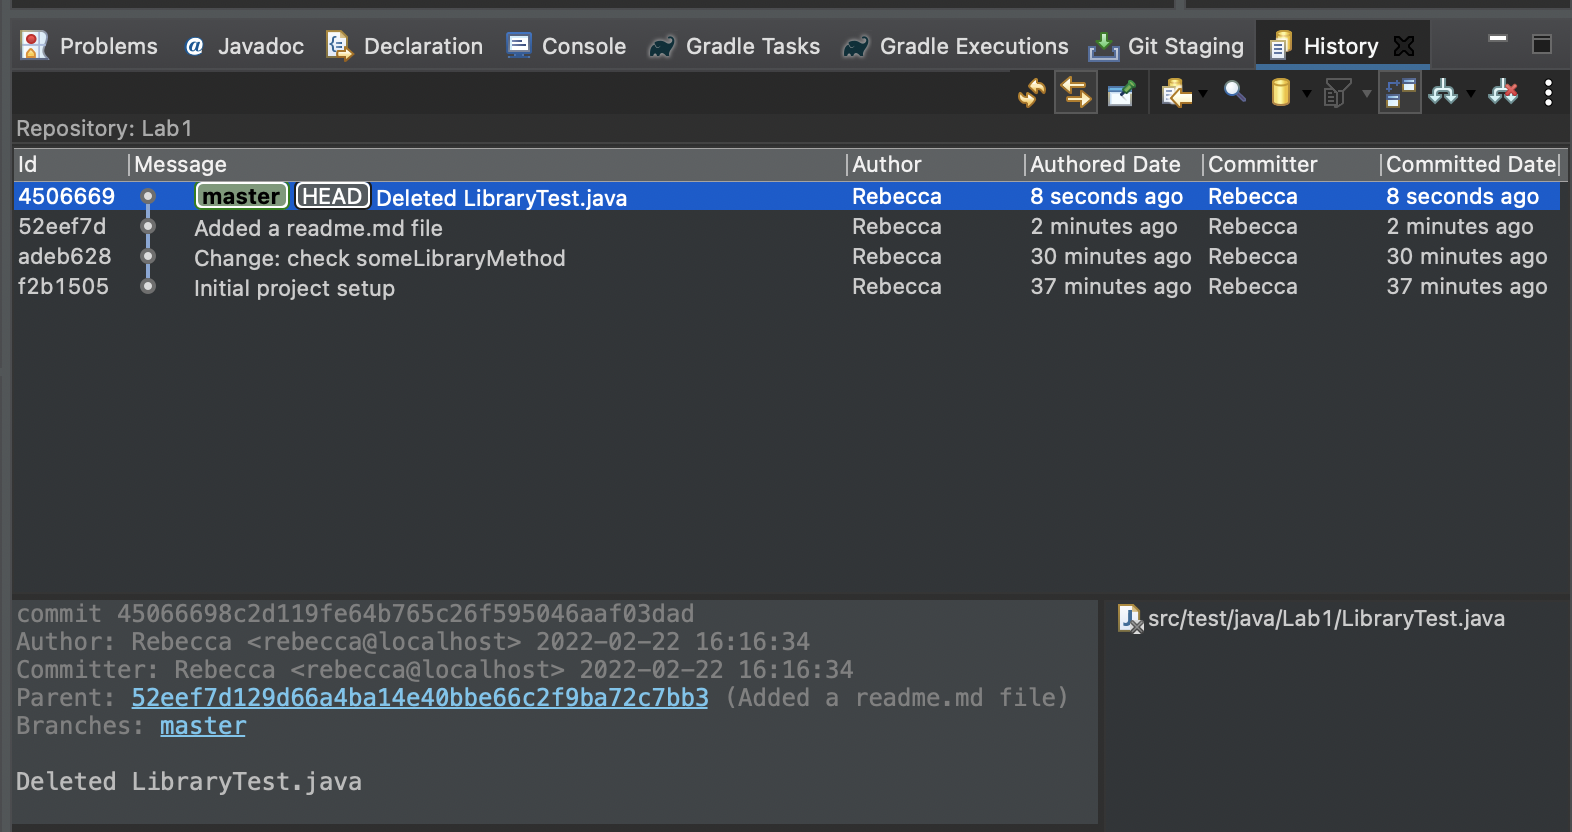 Problems @ Javadoc Declaration Console Gradle Tasks Gradle Executions Git Staging History
Repository: Lab1
Id Message Author Authored Date Committer Committed Date
4506669 master HEAD Deleted LibraryTest.java Rebecca 8 seconds ago Rebecca 8 seconds ago
52eef7d Added a readme.md file Rebecca 2 minutes ago Rebecca 2 minutes ago
adeb628 Change: check someLibraryMethod Rebecca 30 minutes ago Rebecca 30 minutes ago
f2b1505 Initial project setup Rebecca 37 minutes ago Rebecca 37 minutes ago
commit 45066698c2d119fe64b765c26f595046aaf03dad
Author: Rebecca <rebecca@localhost> 2022-02-22 16:16:34
Committer: Rebecca <rebecca@localhost> 2022-02-22 16:16:34
Parent: 52eef7d129d66a4ba14e40bbe66c2f9ba72c7bb3 (Added a readme.md file)
Branches: master
Deleted LibraryTest.java
src/test/java/Lab1/LibraryTest.java